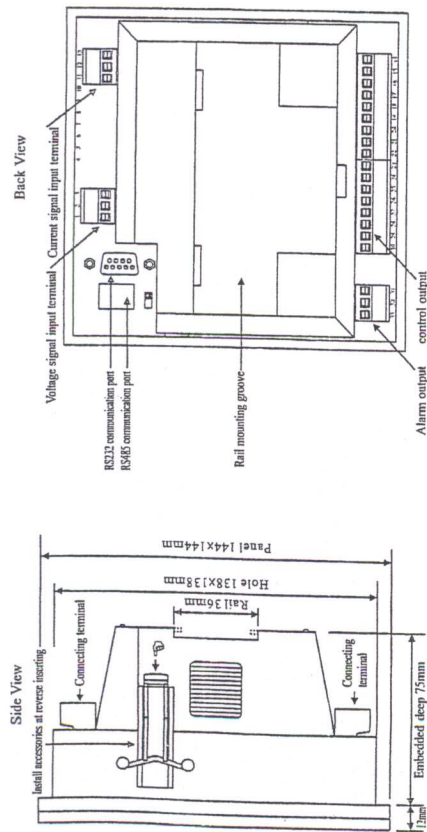 Back View
Voltage signal input terminal
Current signal input terminal
RS232 communication port
RS485 communication port
Rail mounting groove
Alarm output
control output
Side View
Install accessories at reverse inserting
Connecting terminal
Rail 36mm
Hole 138x138mm
Panel 144x144mm
Connecting
terminal
Embedded deep 75mm
12mm